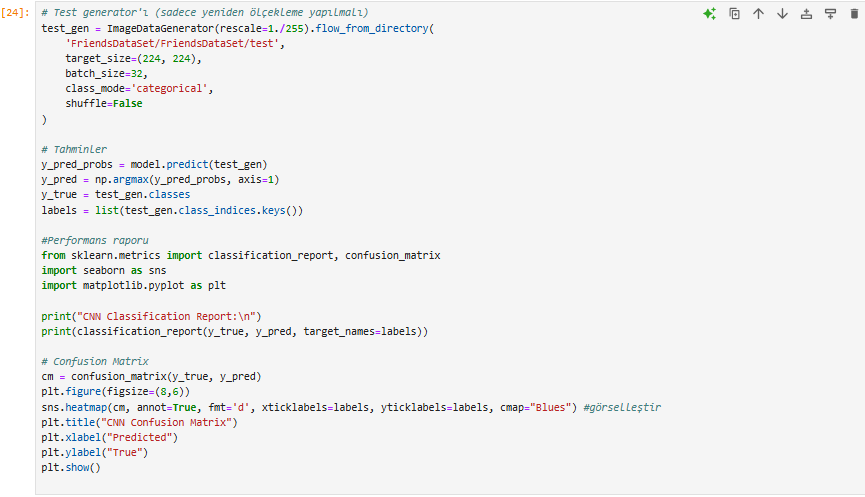 [24]:
# Test generator'ı (sadece yeniden ölçekleme yapılmalı)
test_gen = ImageDataGenerator(rescale=1./255).flow_from_directory(
    'FriendsDataSet/FriendsDataSet/test',
    target_size=(224, 224),
    batch_size=32,
    class_mode='categorical',
    shuffle=False
)

# Tahminler
y_pred_probs = model.predict(test_gen)
y_pred = np.argmax(y_pred_probs, axis=1)
y_true = test_gen.classes
labels = list(test_gen.class_indices.keys())

#Performans raporu
from sklearn.metrics import classification_report, confusion_matrix
import seaborn as sns
import matplotlib.pyplot as plt

print("CNN Classification Report:\n")
print(classification_report(y_true, y_pred, target_names=labels))

# Confusion Matrix
cm = confusion_matrix(y_true, y_pred)
plt.figure(figsize=(8,6))
sns.heatmap(cm, annot=True, fmt='d', xticklabels=labels, yticklabels=labels, cmap="Blues") #görselleştir
plt.title("CNN Confusion Matrix")
plt.xlabel("Predicted")
plt.ylabel("True")
plt.show()